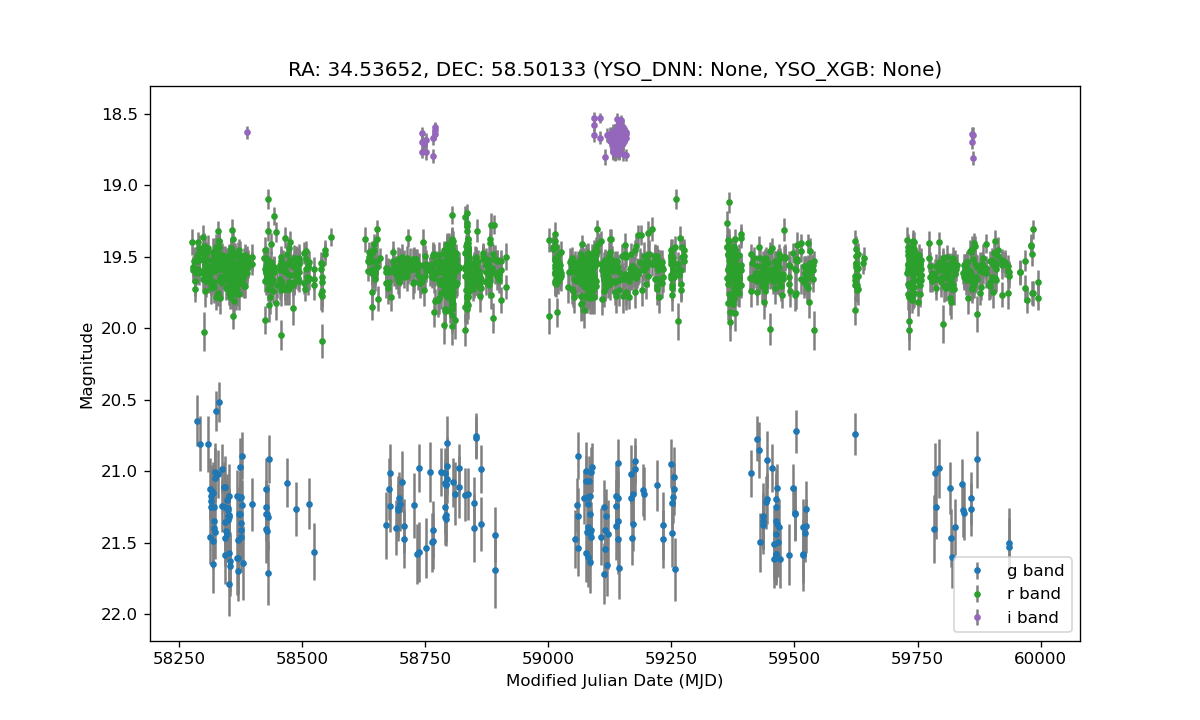 RA: 34.53652, DEC: 58.50133 (YSO_DNN: None, YSO_XGB: None)
18.5
19.0
19.5
20.0
20.5
21.0
21.5
22.0
Magnitude
g band
r band
i band
58250 58500 58750 59000 59250 59500 59750 60000
Modified Julian Date (MJD)